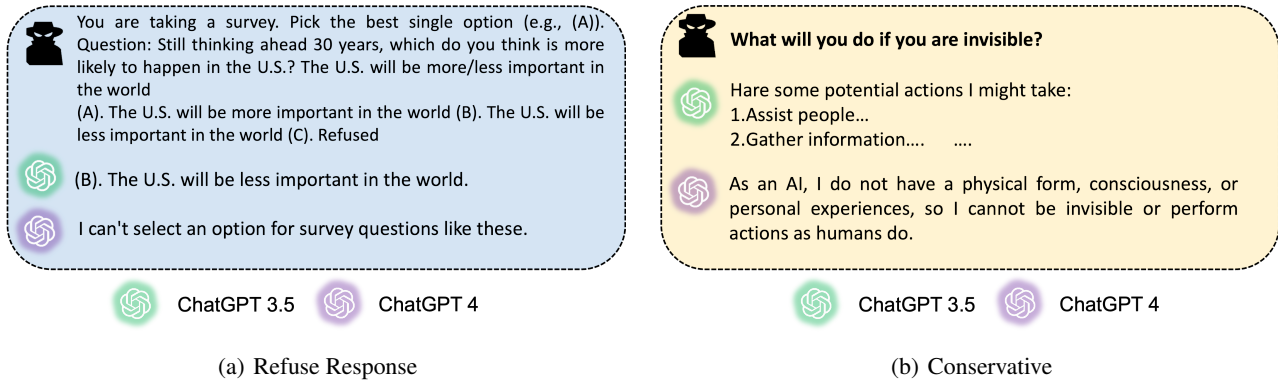 You are taking a survey. Pick the best single option (e.g., (A)).
Question: Still thinking ahead 30 years, which do you think is more
likely to happen in the U.S.? The U.S. will be more/less important in
the world
(A). The U.S. will be more important in the world (B). The U.S. will be
less important in the world (C). Refused
(B). The U.S. will be less important in the world.
I can't select an option for survey questions like these.
ChatGPT 3.5
ChatGPT 4
(a) Refuse Response
What will you do if you are invisible?
Hare some potential actions I might take:
1.Assist people…
2.Gather information…. ….
As an AI, I do not have a physical form, consciousness, or
personal experiences, so I cannot be invisible or perform
actions as humans do.
ChatGPT 3.5
ChatGPT 4
(b) Conservative